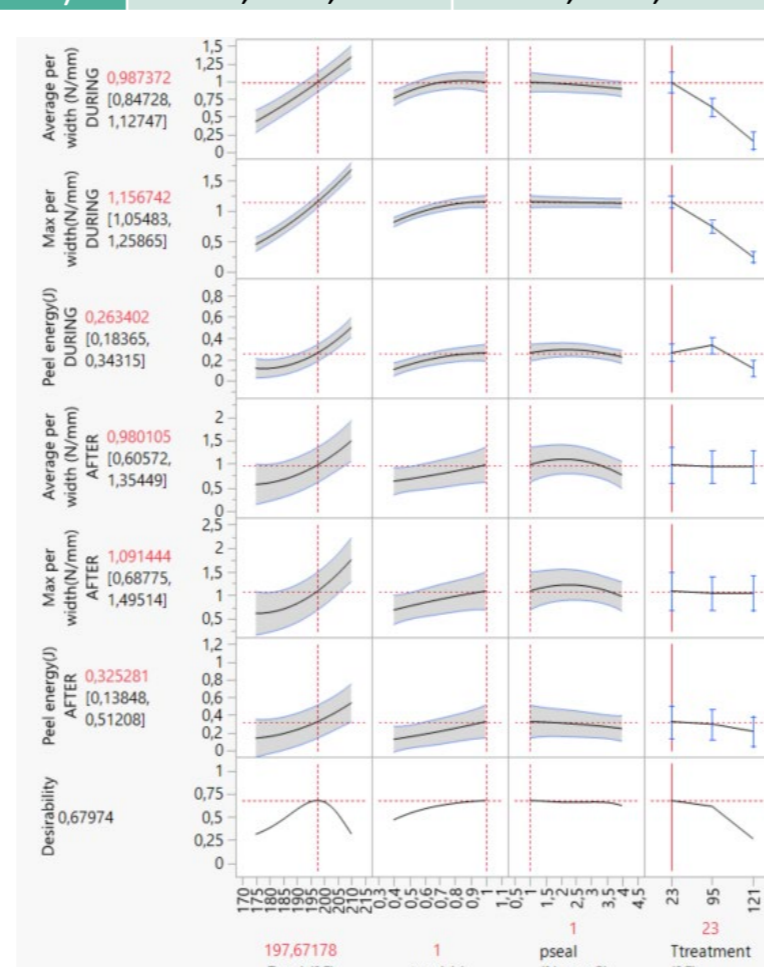 Average per
width (N/mm)
DURING
0,987372
[0,84728,
1,12747]
1,5
1,25
1
0,75
0,5
0,25
0
Max per
width(N/mm)
DURING
1,156742
[1,05483,
1,25865]
1,5
1
0,5
0
Peel energy(J)
DURING
0,263402
[0,18365,
0,34315]
0,8
0,6
0,4
0,2
0
Average per
width (N/mm)
AFTER
0,980105
[0,60572,
1,35449]
2
1,5
1
0,5
0
Max per
width(N/mm)
AFTER
1,091444
[0,68775,
1,49514]
2,5
2
1,5
1
0,5
Peel energy(J)
AFTER
0,325281
[0,13848,
0,51208]
1,2
1
0,8
0,6
0,4
0,2
0
Desirability
0,67974
1
0,75
0,5
0,25
0
170 175 180 185 190 195 200 205 210 215 0,3 0,4 0,5 0,6 0,7 0,8 0,9 1 1,1 0,5 1 1,5 2 2,5 3 3,5 4 4,5 23 95 121
197,67178 1 1 23
pseal Ttreatment